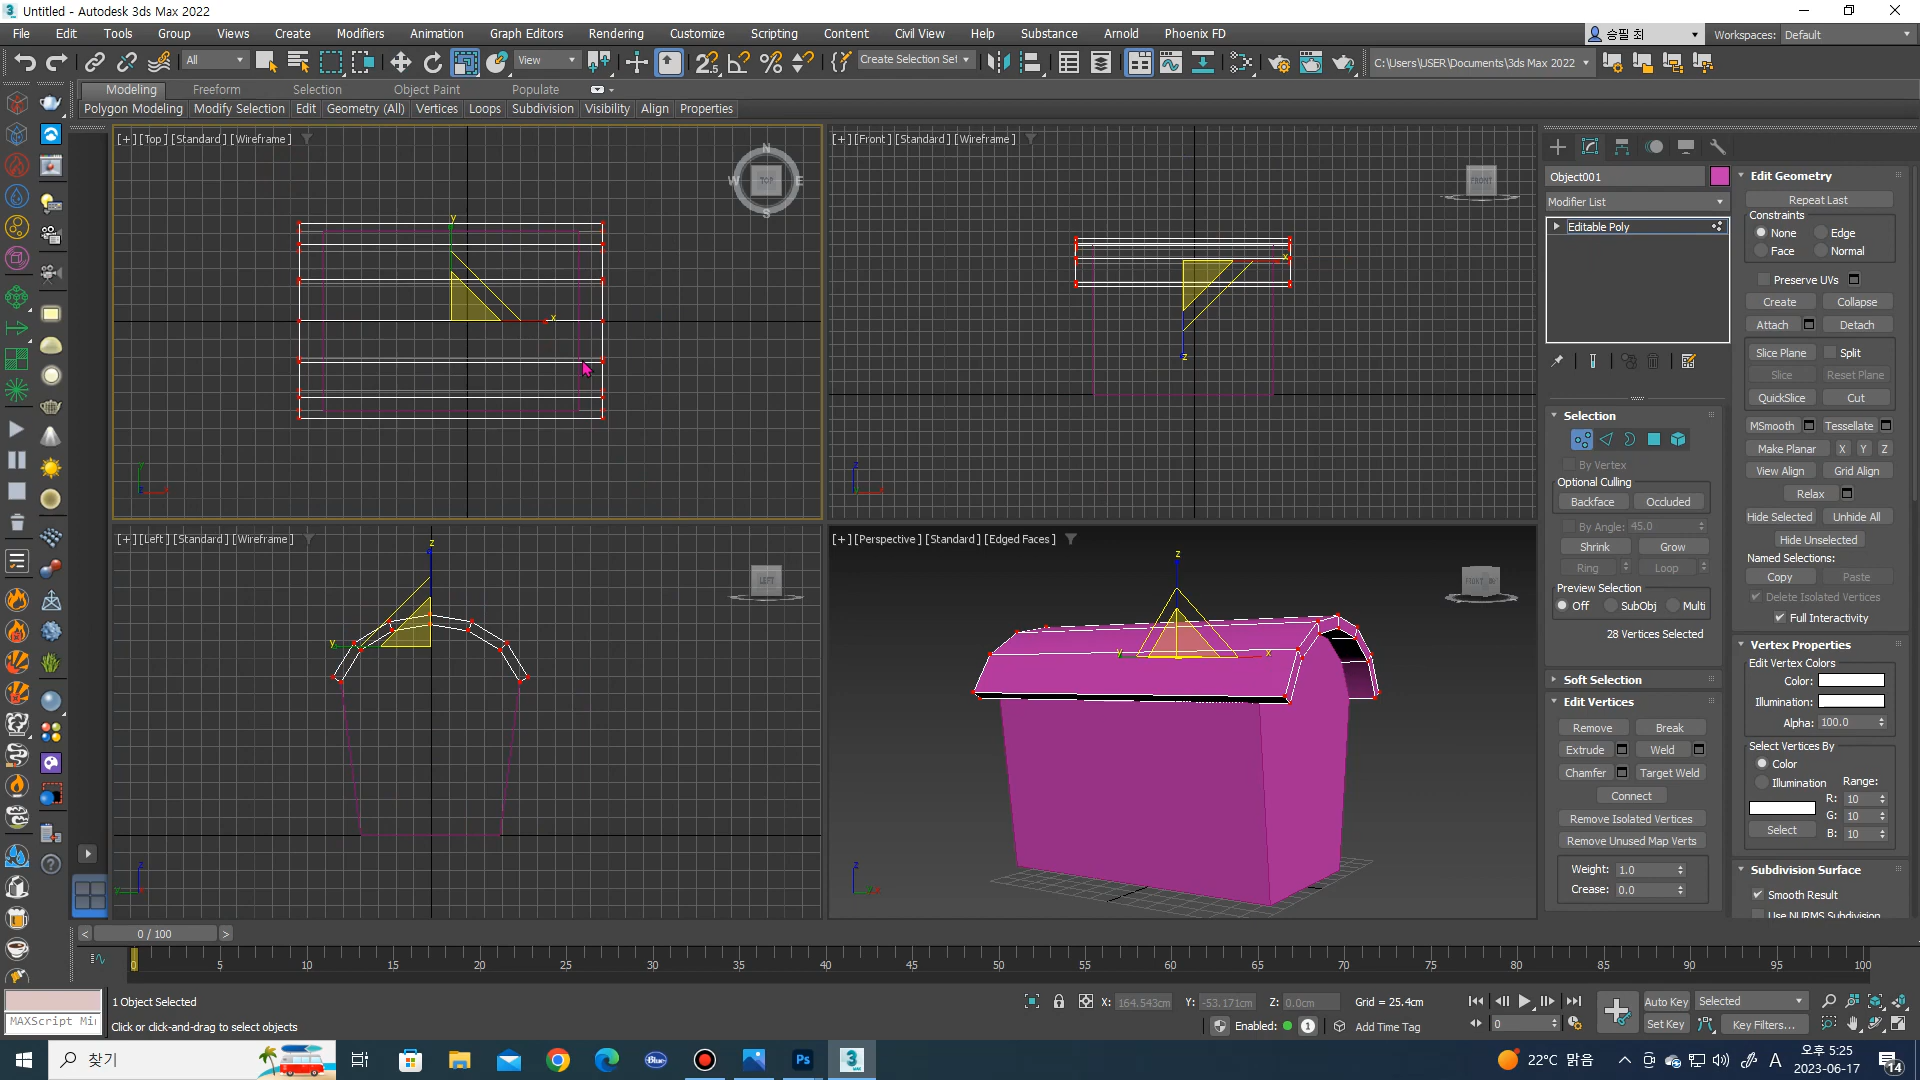 Untitled - Autodesk 3ds Max 2022
File Edit Tools Group Views Create Modifiers Animation Graph Editors Rendering Customize Scripting Content Civil View Help Substance Arnold Phoenix FD
승필 최
Workspaces: Default
All
View
Create Selection Set
C:\Users\USER\Documents\3ds Max 2022
Modeling Freeform Selection Object Paint Populate
Polygon Modeling Modify Selection Edit Geometry (All) Vertices Loops Subdivision Visibility Align Properties
[+] [Top] [Standard] [Wireframe]
N
W TOP E
S
y
x
[+] [Front] [Standard] [Wireframe]
FRONT
x
z
[+] [Left] [Standard] [Wireframe]
LEFT
z
y
[+] [Perspective] [Standard] [Edged Faces]
FRONT
z
y
x
Object001
Modifier List
Editable Poly
Selection
By Vertex
Optional Culling
Backface Occluded
By Angle: 45.0
Shrink Grow
Ring Loop
Preview Selection
Off SubObj Multi
28 Vertices Selected
Soft Selection
Edit Vertices
Remove Break
Extrude Weld
Chamfer Target Weld
Connect
Remove Isolated Vertices
Remove Unused Map Verts
Weight: 1.0
Crease: 0.0
Edit Geometry
Repeat Last
Constraints
None Edge
Face Normal
Preserve UVs
Create Collapse
Attach Detach
Slice Plane Split
Slice Reset Plane
QuickSlice Cut
MSmooth Tessellate
Make Planar X Y Z
View Align Grid Align
Relax
Hide Selected Unhide All
Hide Unselected
Named Selections:
Copy Paste
Delete Isolated Vertices
Full Interactivity
Vertex Properties
Edit Vertex Colors
Color:
Illumination:
Alpha: 100.0
Select Vertices By
Color
Illumination Range:
R: 10
G: 10
Select B: 10
Subdivision Surface
Smooth Result
Use NURMS Subdivision
< 0 / 100 >
0 5 10 15 20 25 30 35 40 45 50 55 60 65 70 75 80 85 90 95 100
1 Object Selected
MAXScript Mi
Click or click-and-drag to select objects
X: 164.543cm Y: -53.171cm Z: 0.0cm Grid = 25.4cm
Enabled: 1 Add Time Tag
0
Auto Key Selected
Set Key Key Filters...
찾기
Blue
Ps
3
MAX
22°C 맑음
A
오후 5:25
2023-06-17
14